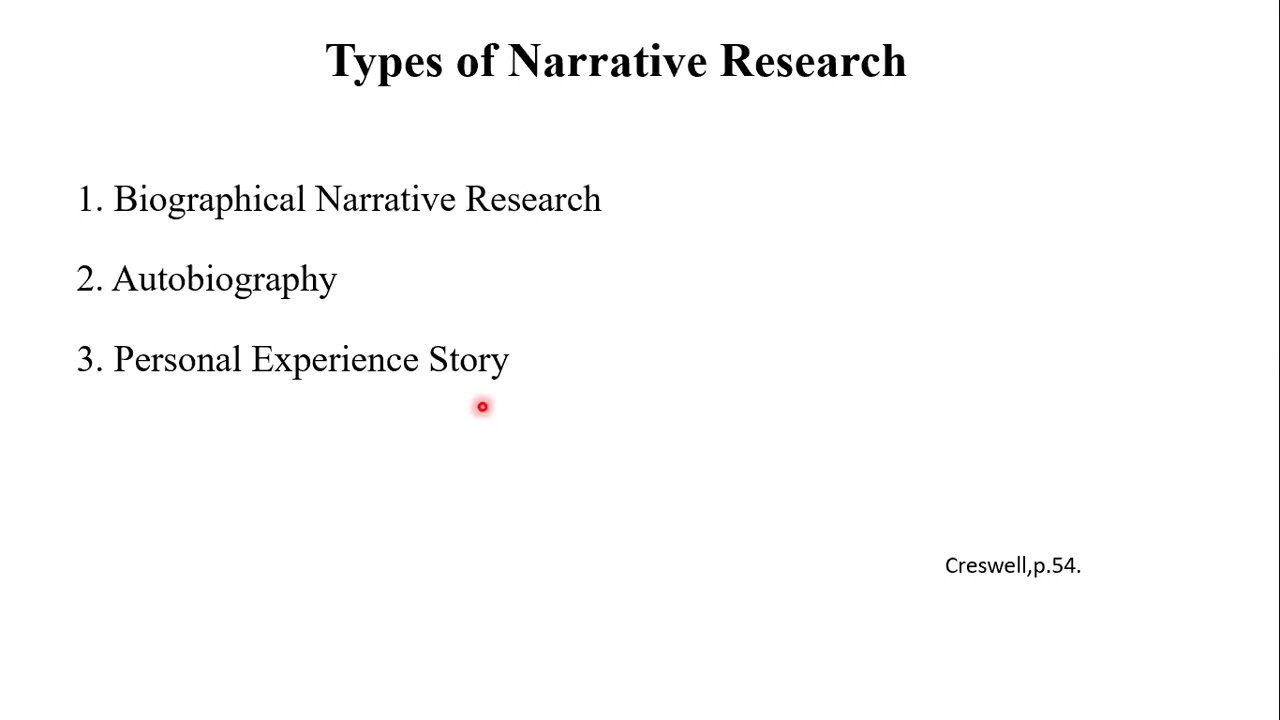 Types of Narrative Research
1. Biographical Narrative Research
2. Autobiography
3. Personal Experience Story
Creswell,p.54.